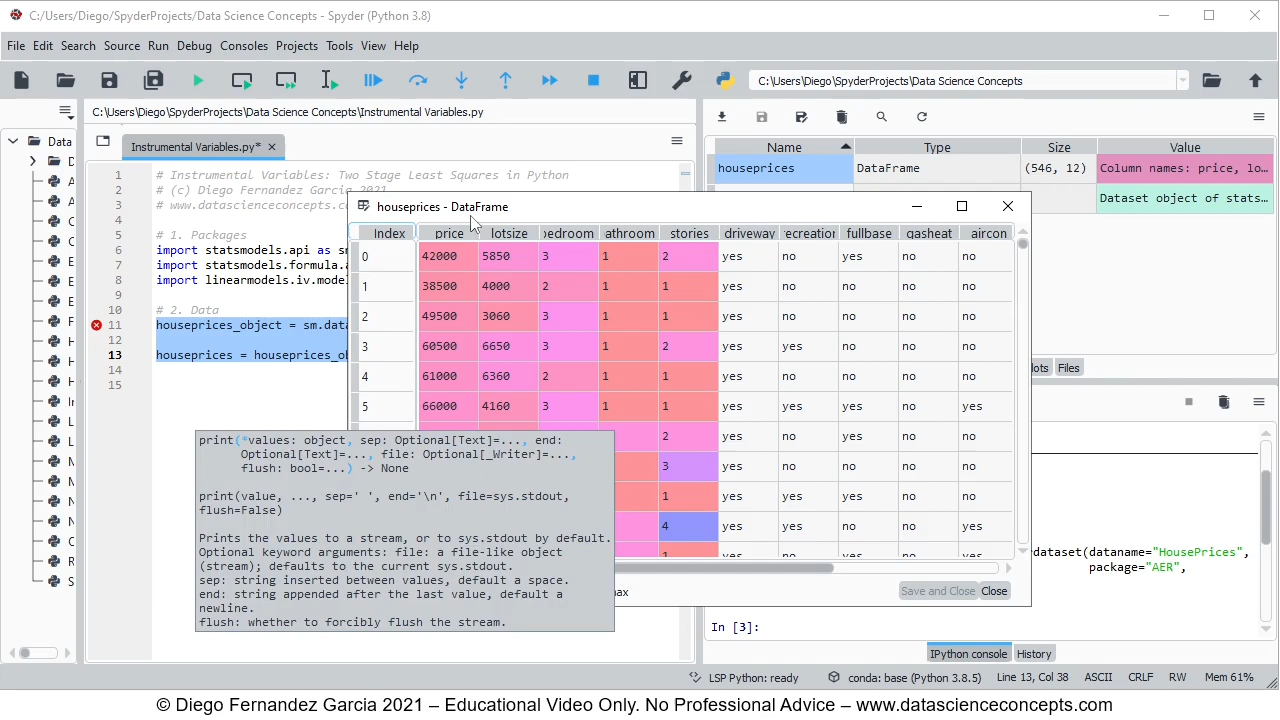 C:/Users/Diego/SpyderProjects/Data Science Concepts - Spyder (Python 3.8)
File Edit Search Source Run Debug Consoles Projects Tools View Help
C:\Users\Diego\SpyderProjects\Data Science Concepts
C:\Users\Diego\SpyderProjects\Data Science Concepts\Instrumental Variables.py
Data
Instrumental Variables.py*
1 # Instrumental Variables: Two Stage Least Squares in Python
2 # (c) Diego Fernandez Garcia 2021
3 # www.datascienceconcepts.co
4
5 # 1. Packages
6 import statsmodels.api as sm
7 import statsmodels.formula.a
8 import linearmodels.iv.model
9
10 # 2. Data
11 houseprices_object = sm.data
12
13 houseprices = houseprices_ob
14
15
Name Type Size Value
houseprices DataFrame (546, 12) Column names: price, lo...
Dataset object of stats...
houseprices - DataFrame
Index price lotsize bedroom athroom stories driveway recreation fullbase gasheat aircon
0 42000 5850 3 1 2 yes no yes no no
1 38500 4000 2 1 1 yes no no no no
2 49500 3060 3 1 1 yes no no no no
3 60500 6650 3 1 2 yes yes no no no
4 61000 6360 2 1 1 yes no no no no
5 66000 4160 3 1 1 yes yes yes no yes
2 yes no yes no no
3 yes no no no no
1 yes yes yes no no
4 yes yes no no yes
1 yes no yes no no
ax
Save and Close Close
print(*values: object, sep: Optional[Text]=..., end:
Optional[Text]=..., file: Optional[_Writer]=...,
flush: bool=...) -> None
print(value, ..., sep=' ', end='\n', file=sys.stdout,
flush=False)
Prints the values to a stream, or to sys.stdout by default.
Optional keyword arguments: file: a file-like object
(stream); defaults to the current sys.stdout.
sep: string inserted between values, default a space.
end: string appended after the last value, default a
newline.
flush: whether to forcibly flush the stream.
lots Files
dataset(dataname="HousePrices",
package="AER",
In [3]:
IPython console History
LSP Python: ready conda: base (Python 3.8.5) Line 13, Col 38 ASCII CRLF RW Mem 61%
© Diego Fernandez Garcia 2021 – Educational Video Only. No Professional Advice – www.datascienceconcepts.com